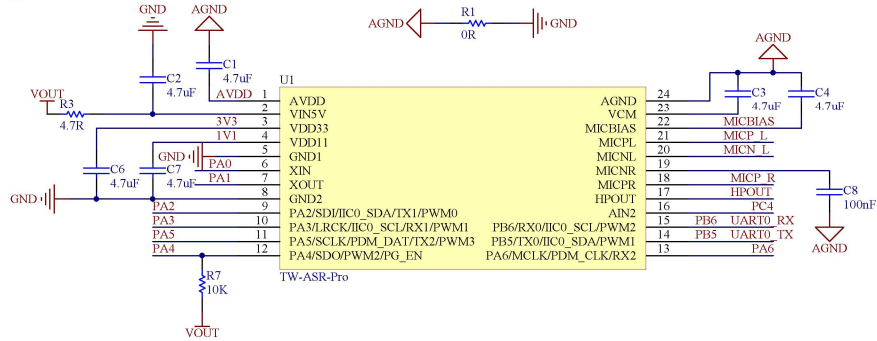 GND
AGND
AGND
R1
0R
GND
AGND
C2
4.7uF
C1
4.7uF
C3
4.7uF
C4
4.7uF
VOUT
R3
4.7R
AVDD
3V3
1V1
GND
PA0
PA1
C6
4.7uF
C7
4.7uF
GND
PA2
PA3
PA5
PA4
U1
1 AVDD
2 VIN5V
3 VDD33
4 VDD11
5 GND1
6 XIN
7 XOUT
8 GND2
9 PA2/SDI/IIC0_SDA/TX1/PWM0
10 PA3/LRCK/IIC0_SCL/RX1/PWM1
11 PA5/SCLK/PDM_DAT/TX2/PWM3
12 PA4/SDO/PWM2/PG_EN
AGND 24
VCM 23
MICBIAS 22 MICBIAS
MICPL 21 MICP_L
MICNL 20 MICN_L
MICNR 19
MICPR 18 MICP_R
HPOUT 17 HPOUT
AIN2 16 PC4
PB6/RX0/IIC0_SCL/PWM2 15 PB6 UART0_RX
PB5/TX0/IIC0_SDA/PWM1 14 PB5 UART0_TX
PA6/MCLK/PDM_CLK/RX2 13 PA6
TW-ASR-Pro
C8
100nF
AGND
R7
10K
VOUT